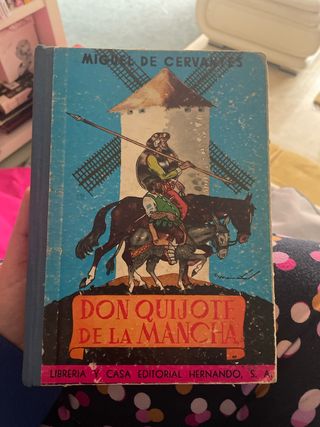 MIGUEL DE CERVANTES
DON QUIJOTE
DE LA MANCHA
LIBRERIA Y CASA EDITORIAL HERNANDO, S. A.